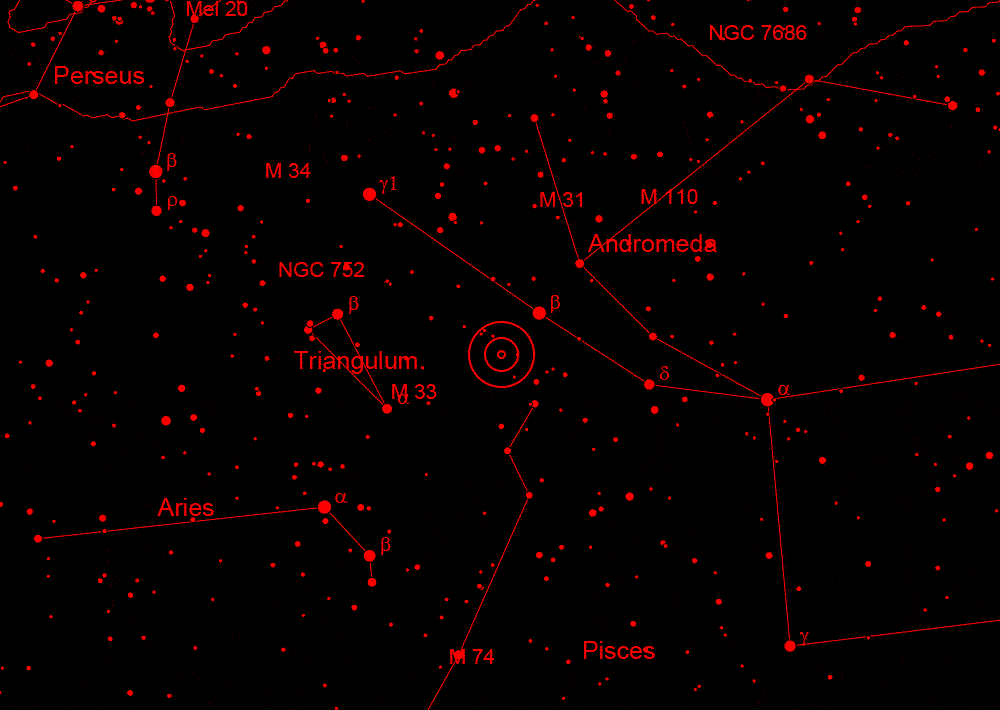 Mel 20
NGC 7686
Perseus
β
M 34
ρ
γ1
M 31
M 110
Andromeda
NGC 752
β
β
Triangulum
δ
M 33
α
α
α
Aries
β
γ
M 74
Pisces